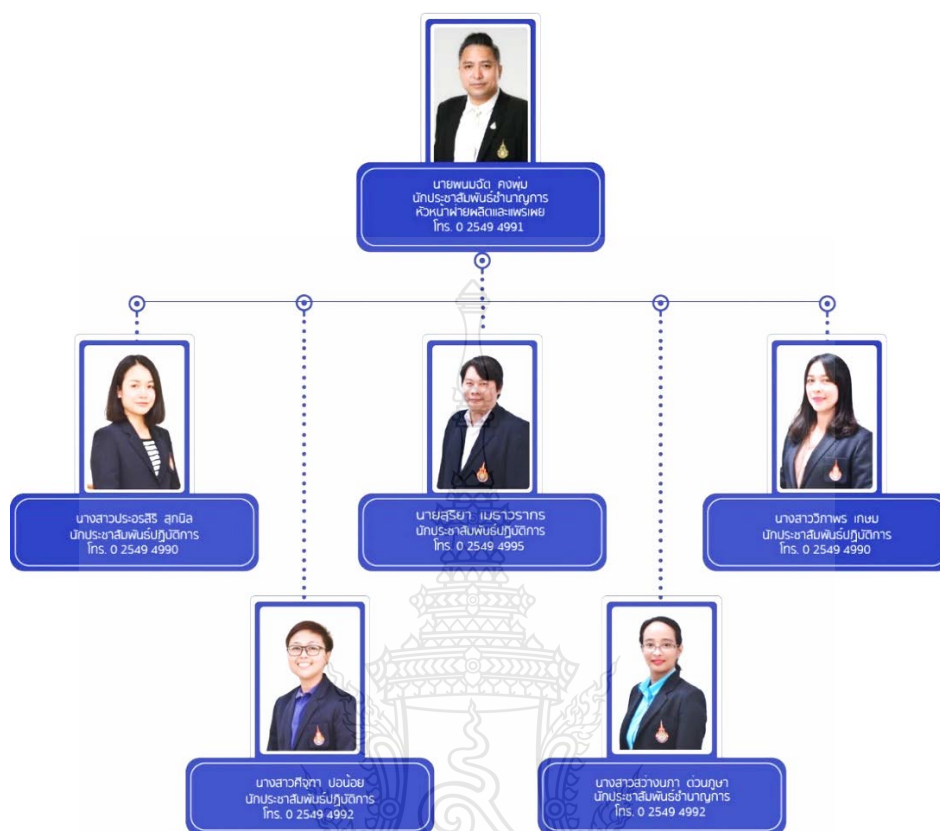 นายพนมฉัต คงพุ่ม
นักประชาสัมพันธ์ชำนาญการ
หัวหน้าฝ่ายผลิตและแพร่เผย
โทร. 0 2549 4991
นางสาวประอรสิริ สุทนิล
นักประชาสัมพันธ์ปฏิบัติการ
โทร. 0 2549 4990
นายสุริยา เมธาวรากร
นักประชาสัมพันธ์ปฏิบัติการ
โทร. 0 2549 4995
นางสาววิภาพร เกษม
นักประชาสัมพันธ์ปฏิบัติการ
โทร. 0 2549 4990
นางสาวศิจุฑา ปอน้อย
นักประชาสัมพันธ์ปฏิบัติการ
โทร. 0 2549 4992
นางสาวสว่างนภา ต่วนภูษา
นักประชาสัมพันธ์ชำนาญการ
โทร. 0 2549 4992